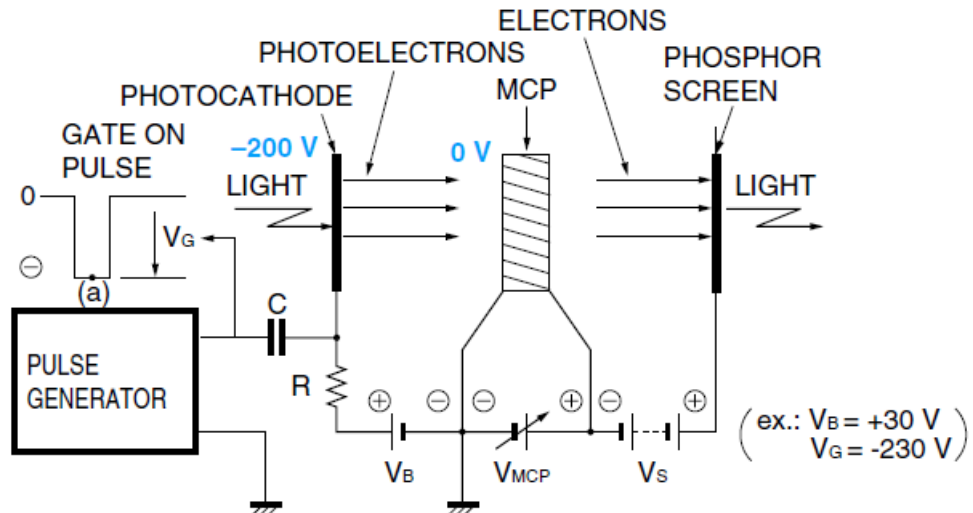 ELECTRONS
PHOTOELECTRONS
PHOSPHOR
SCREEN
MCP
PHOTOCATHODE
GATE ON
PULSE
–200 V
0 V
0
LIGHT
LIGHT
VG
⊖
(a)
C
PULSE
GENERATOR
R
⊕ ⊖ ⊖ ⊕ ⊖ ⊕
VB
VMCP
VS
(ex.: VB = +30 V
VG = -230 V)